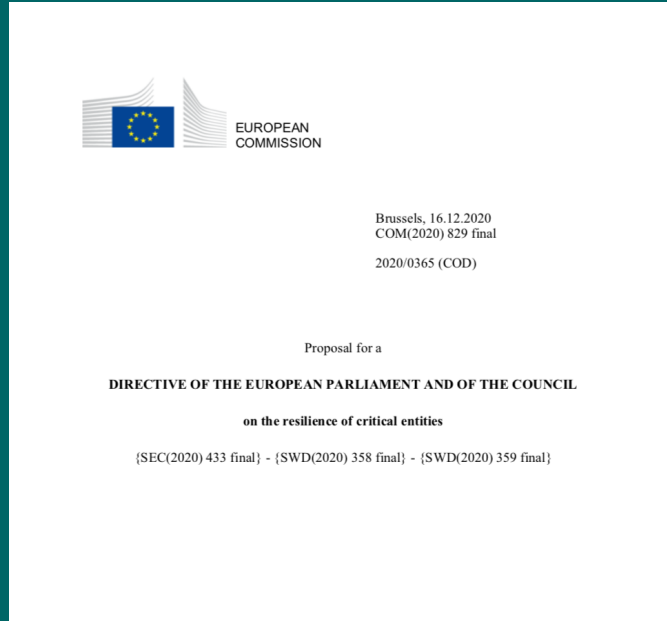 EUROPEAN
COMMISSION
Brussels, 16.12.2020
COM(2020) 829 final
2020/0365 (COD)
Proposal for a
DIRECTIVE OF THE EUROPEAN PARLIAMENT AND OF THE COUNCIL
on the resilience of critical entities
{SEC(2020) 433 final} - {SWD(2020) 358 final} - {SWD(2020) 359 final}